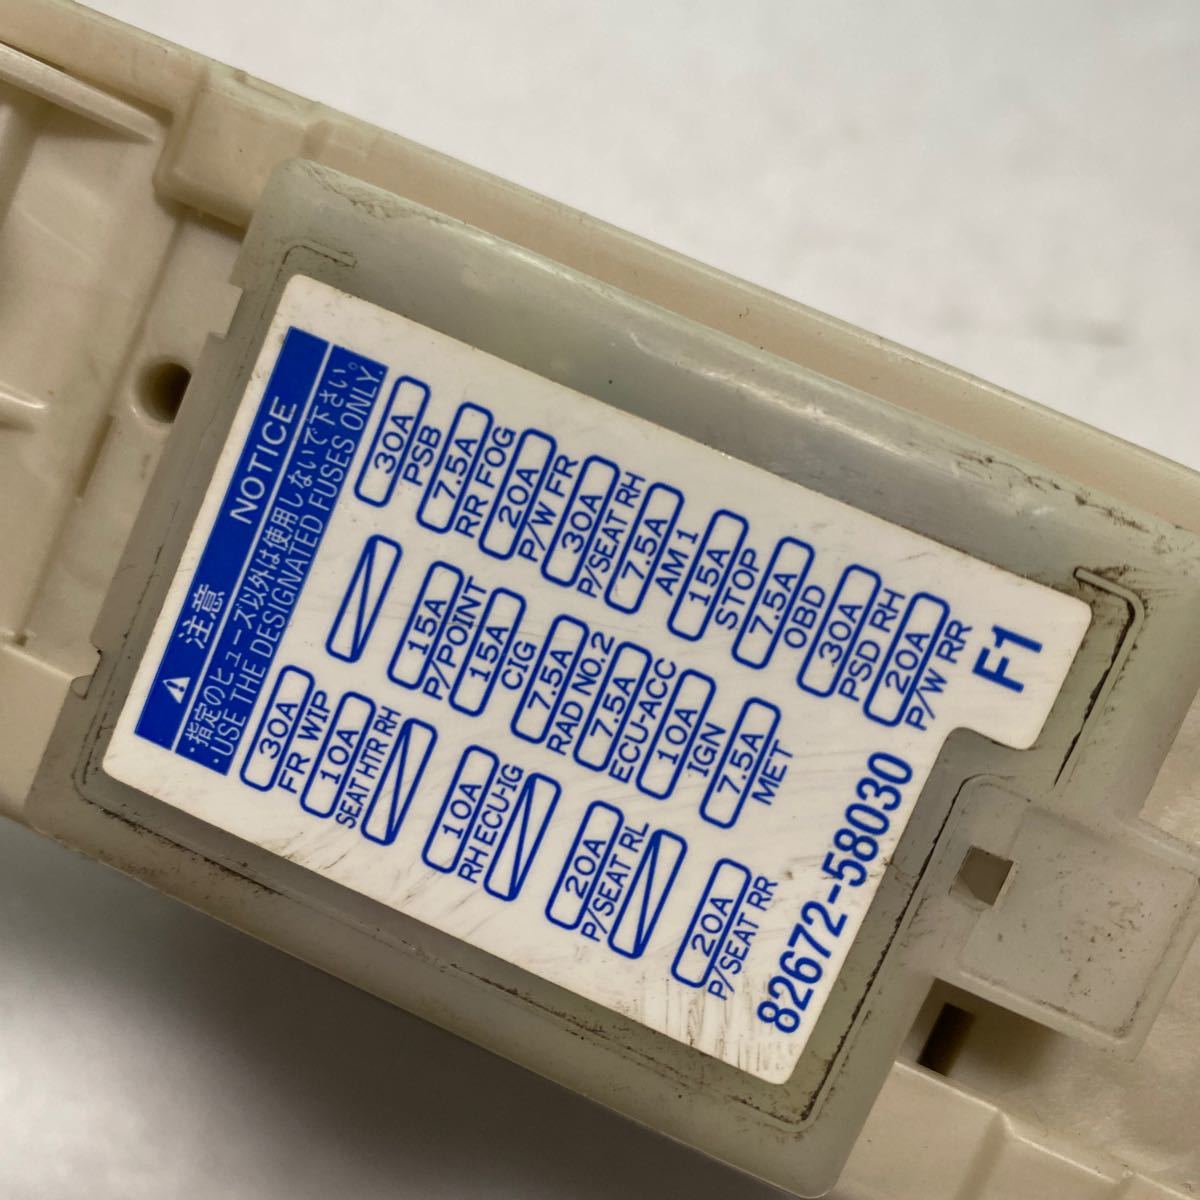 注意 NOTICE
・指定のヒューズ以外は使用しないで下さい。
・USE THE DESIGNATED FUSES ONLY.
30A
PSB
7.5A
RR FOG
20A
P/W FR
30A
P/SEAT RH
7.5A
AM 1
15A
STOP
7.5A
OBD
30A
PSD RH
20A
P/W RR
15A
P/POINT
15A
CIG
7.5A
RAD NO.2
7.5A
ECU-ACC
10A
IGN
7.5A
MET
30A
FR WIP
10A
SEAT HTR RH
10A
RH ECU-IG
20A
P/SEAT RL
20A
P/SEAT RR
F1
82672-58030